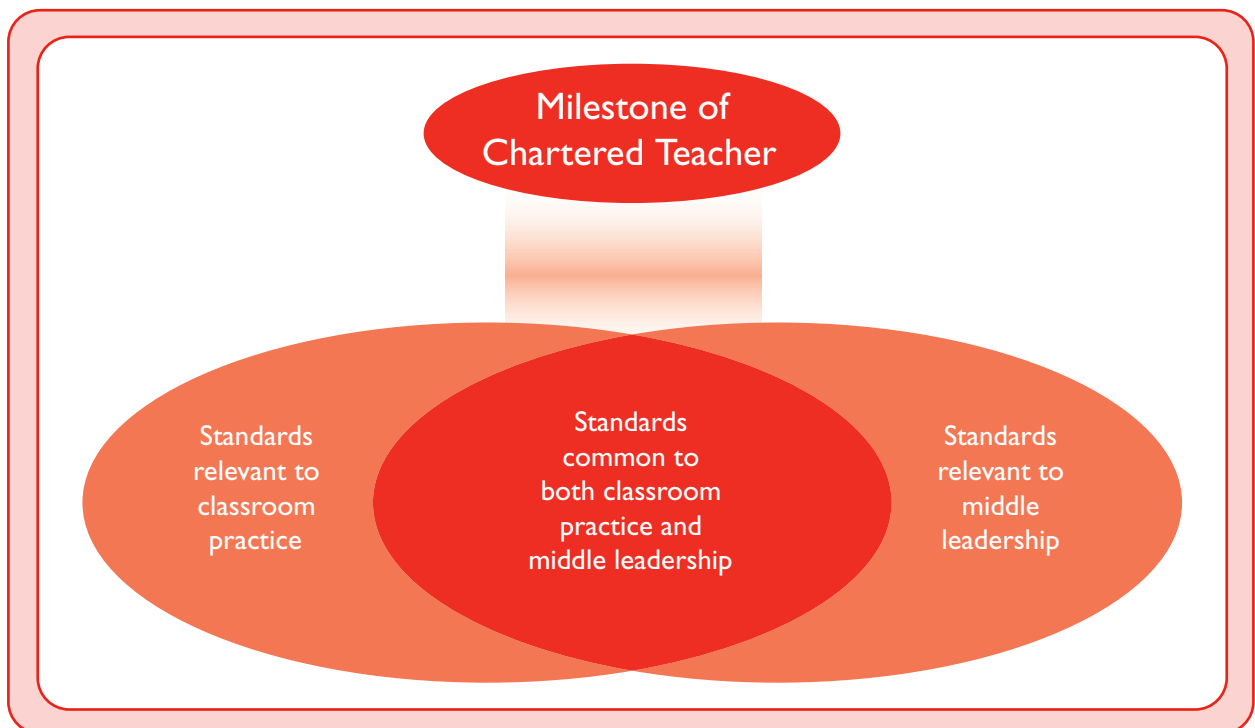 Milestone of
Chartered Teacher
Standards
relevant to
classroom
practice
Standards
common to
both classroom
practice and
middle leadership
Standards
relevant to
middle
leadership